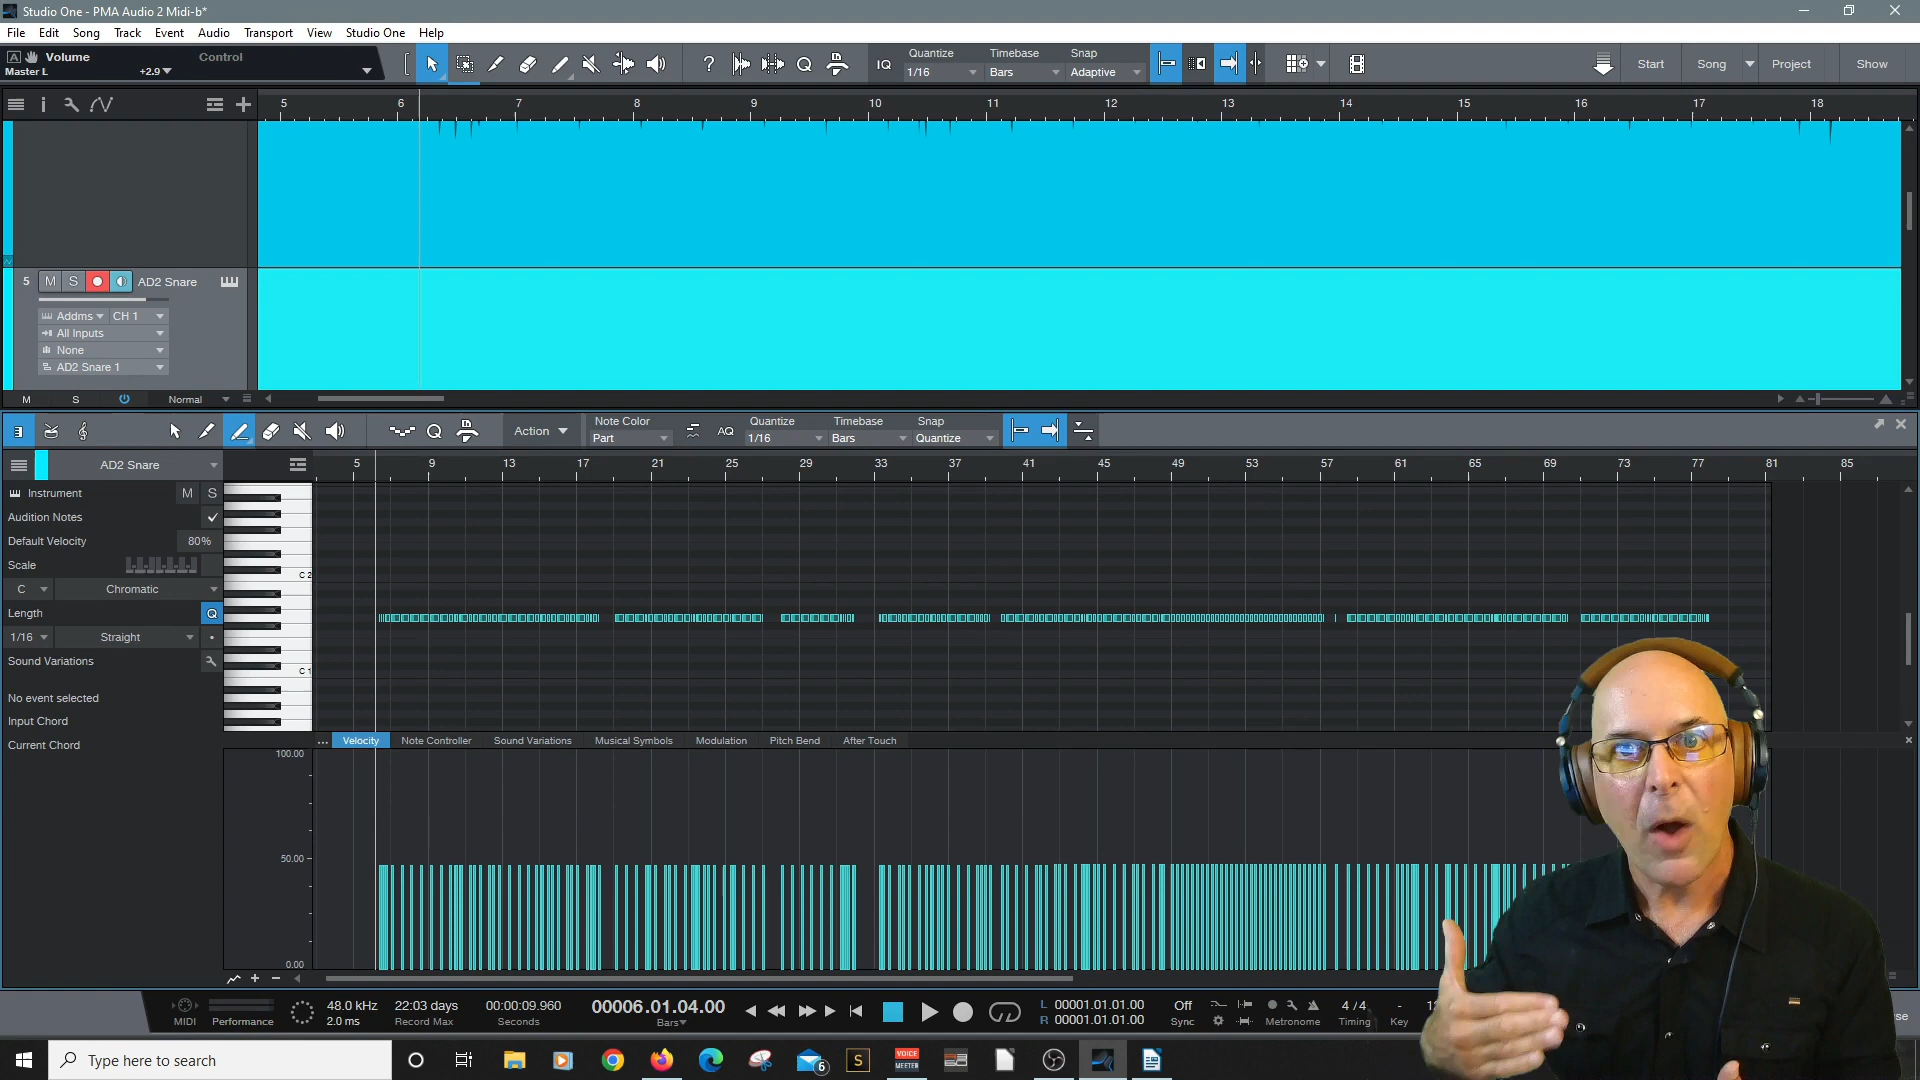 Studio One - PMA Audio 2 Midi-b*
File Edit Song Track Event Audio Transport View Studio One Help
A Volume Control
Master L +2.9
? Q IQ Quantize Timebase Snap
1/16 Bars Adaptive
Start Song Project Show
i 5 6 7 8 9 10 11 12 13 14 15 16 17 18
5 M S AD2 Snare
Addms CH 1
All Inputs
None
AD2 Snare 1
M S Normal
Action Note Color AQ Quantize Timebase Snap
Part 1/16 Bars Quantize
AD2 Snare 5 9 13 17 21 25 29 33 37 41 45 49 53 57 61 65 69 73 77 81 85
Instrument M S
Audition Notes
Default Velocity 80%
Scale
C 2
C Chromatic
Length Q
1/16 Straight
Sound Variations
C 1
No event selected
Input Chord
Current Chord
... Velocity Note Controller Sound Variations Musical Symbols Modulation Pitch Bend After Touch
100.00
50.00
0.00
MIDI Performance
48.0 kHz 22:03 days 00:00:09.960 00006.01.04.00
2.0 ms Record Max Seconds Bars
L 00001.01.01.00
R 00001.01.01.00
Off
Sync
Metronome
4 / 4 -
Timing Key
Type here to search
6
S
VOICE
MEETER